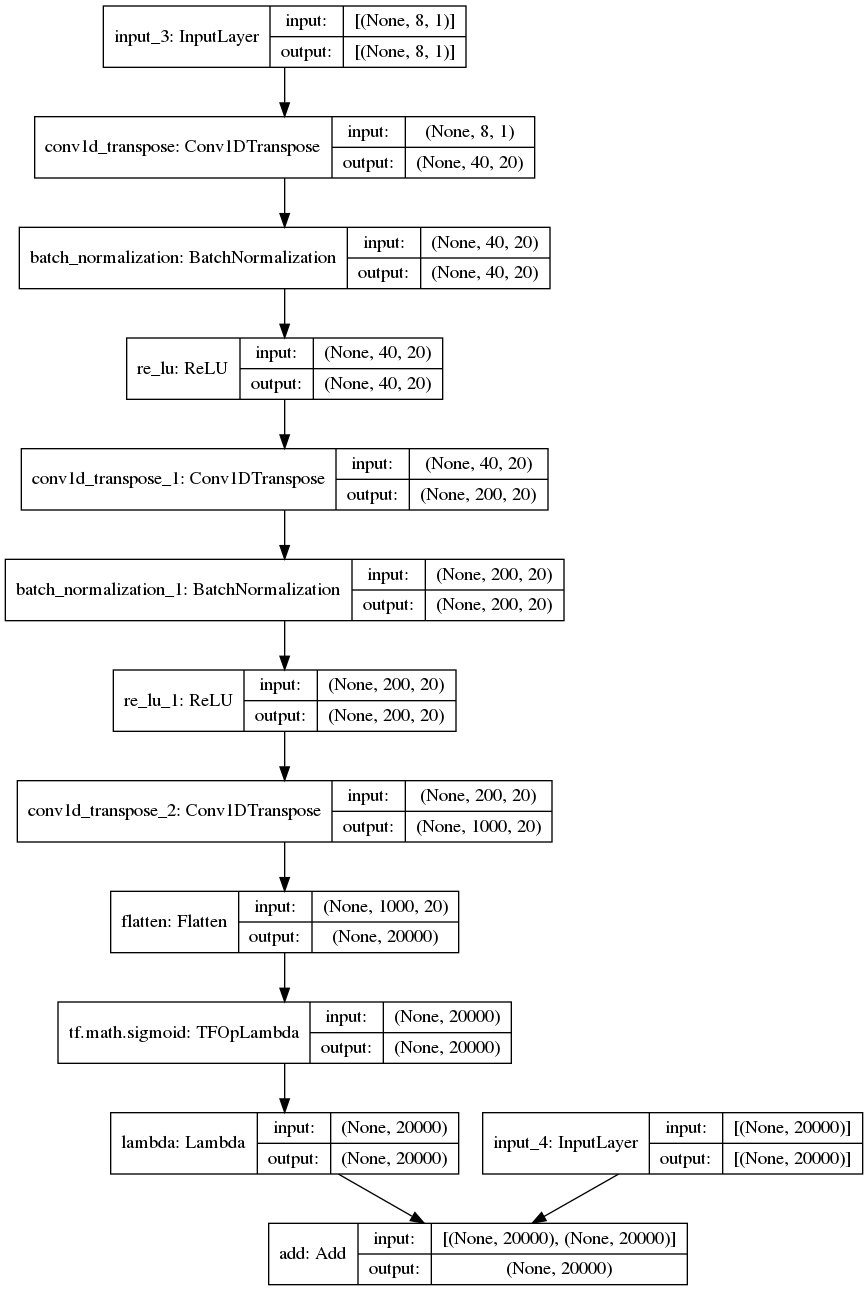 input_3: InputLayer
input: [(None, 8, 1)]
output: [(None, 8, 1)]
conv1d_transpose: Conv1DTranspose
input: (None, 8, 1)
output: (None, 40, 20)
batch_normalization: BatchNormalization
input: (None, 40, 20)
output: (None, 40, 20)
re_lu: ReLU
input: (None, 40, 20)
output: (None, 40, 20)
conv1d_transpose_1: Conv1DTranspose
input: (None, 40, 20)
output: (None, 200, 20)
batch_normalization_1: BatchNormalization
input: (None, 200, 20)
output: (None, 200, 20)
re_lu_1: ReLU
input: (None, 200, 20)
output: (None, 200, 20)
conv1d_transpose_2: Conv1DTranspose
input: (None, 200, 20)
output: (None, 1000, 20)
flatten: Flatten
input: (None, 1000, 20)
output: (None, 20000)
tf.math.sigmoid: TFOpLambda
input: (None, 20000)
output: (None, 20000)
lambda: Lambda
input: (None, 20000)
output: (None, 20000)
input_4: InputLayer
input: [(None, 20000)]
output: [(None, 20000)]
add: Add
input: [(None, 20000), (None, 20000)]
output: (None, 20000)